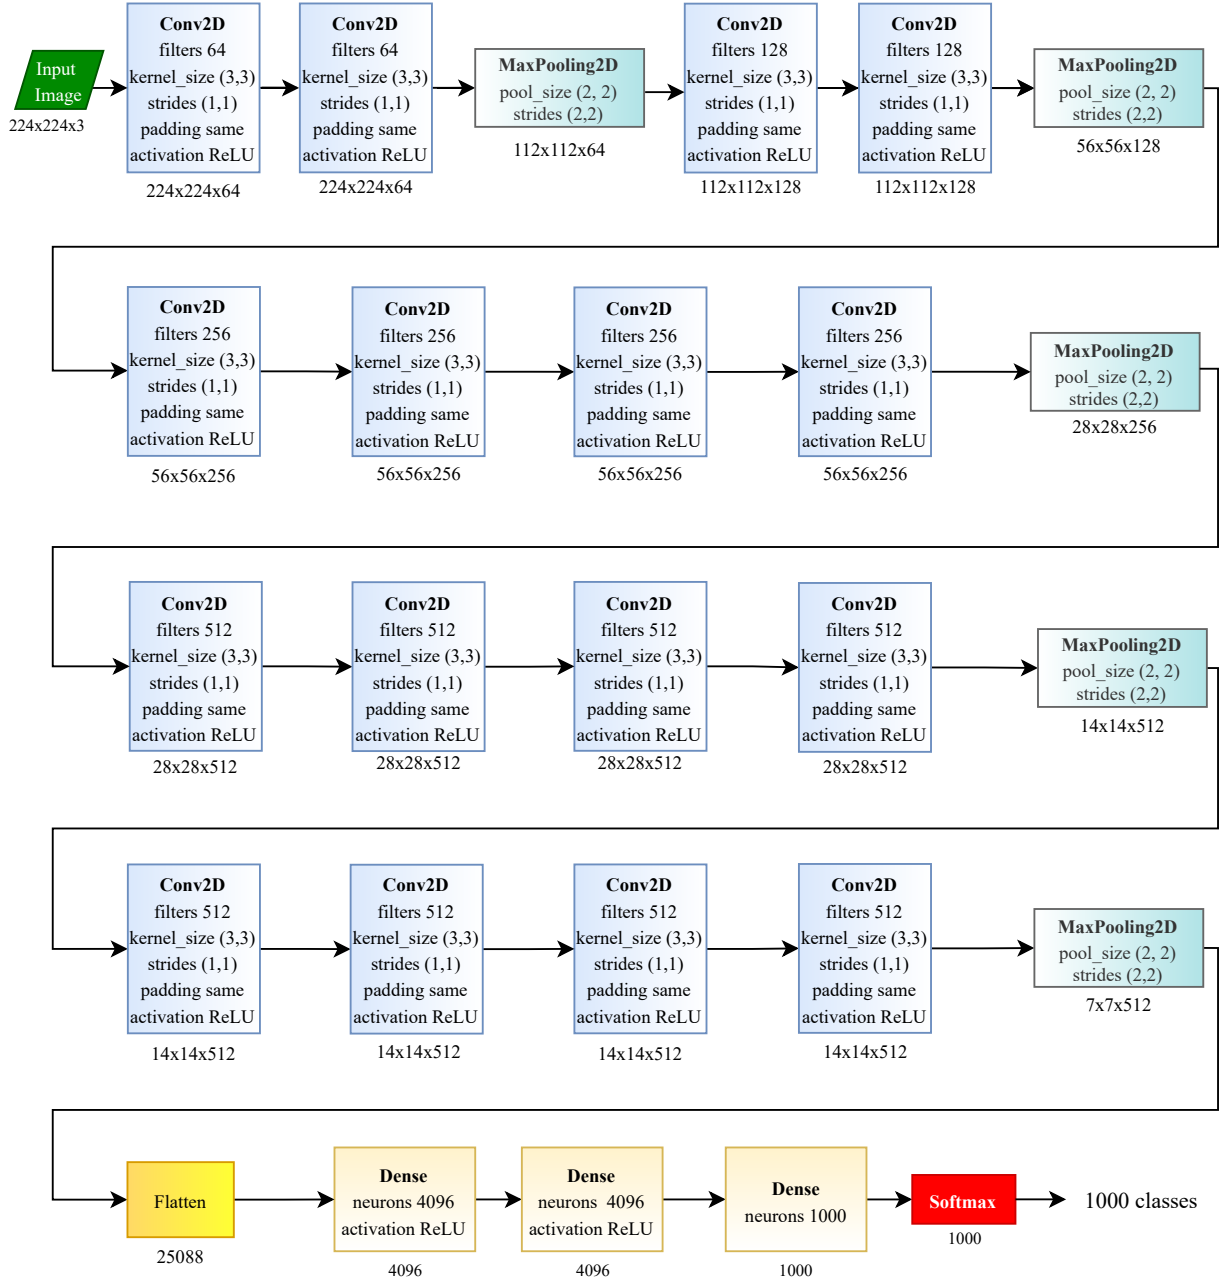 Input
Image
224x224x3
Conv2D
filters 64
kernel_size (3,3)
strides (1,1)
padding same
activation ReLU
224x224x64
Conv2D
filters 64
kernel_size (3,3)
strides (1,1)
padding same
activation ReLU
224x224x64
MaxPooling2D
pool_size (2, 2)
strides (2,2)
112x112x64
Conv2D
filters 128
kernel_size (3,3)
strides (1,1)
padding same
activation ReLU
112x112x128
Conv2D
filters 128
kernel_size (3,3)
strides (1,1)
padding same
activation ReLU
112x112x128
MaxPooling2D
pool_size (2, 2)
strides (2,2)
56x56x128
Conv2D
filters 256
kernel_size (3,3)
strides (1,1)
padding same
activation ReLU
56x56x256
Conv2D
filters 256
kernel_size (3,3)
strides (1,1)
padding same
activation ReLU
56x56x256
Conv2D
filters 256
kernel_size (3,3)
strides (1,1)
padding same
activation ReLU
56x56x256
Conv2D
filters 256
kernel_size (3,3)
strides (1,1)
padding same
activation ReLU
56x56x256
MaxPooling2D
pool_size (2, 2)
strides (2,2)
28x28x256
Conv2D
filters 512
kernel_size (3,3)
strides (1,1)
padding same
activation ReLU
28x28x512
Conv2D
filters 512
kernel_size (3,3)
strides (1,1)
padding same
activation ReLU
28x28x512
Conv2D
filters 512
kernel_size (3,3)
strides (1,1)
padding same
activation ReLU
28x28x512
Conv2D
filters 512
kernel_size (3,3)
strides (1,1)
padding same
activation ReLU
28x28x512
MaxPooling2D
pool_size (2, 2)
strides (2,2)
14x14x512
Conv2D
filters 512
kernel_size (3,3)
strides (1,1)
padding same
activation ReLU
14x14x512
Conv2D
filters 512
kernel_size (3,3)
strides (1,1)
padding same
activation ReLU
14x14x512
Conv2D
filters 512
kernel_size (3,3)
strides (1,1)
padding same
activation ReLU
14x14x512
Conv2D
filters 512
kernel_size (3,3)
strides (1,1)
padding same
activation ReLU
14x14x512
MaxPooling2D
pool_size (2, 2)
strides (2,2)
7x7x512
Flatten
25088
Dense
neurons 4096
activation ReLU
4096
Dense
neurons 4096
activation ReLU
4096
Dense
neurons 1000
1000
Softmax
1000
1000 classes